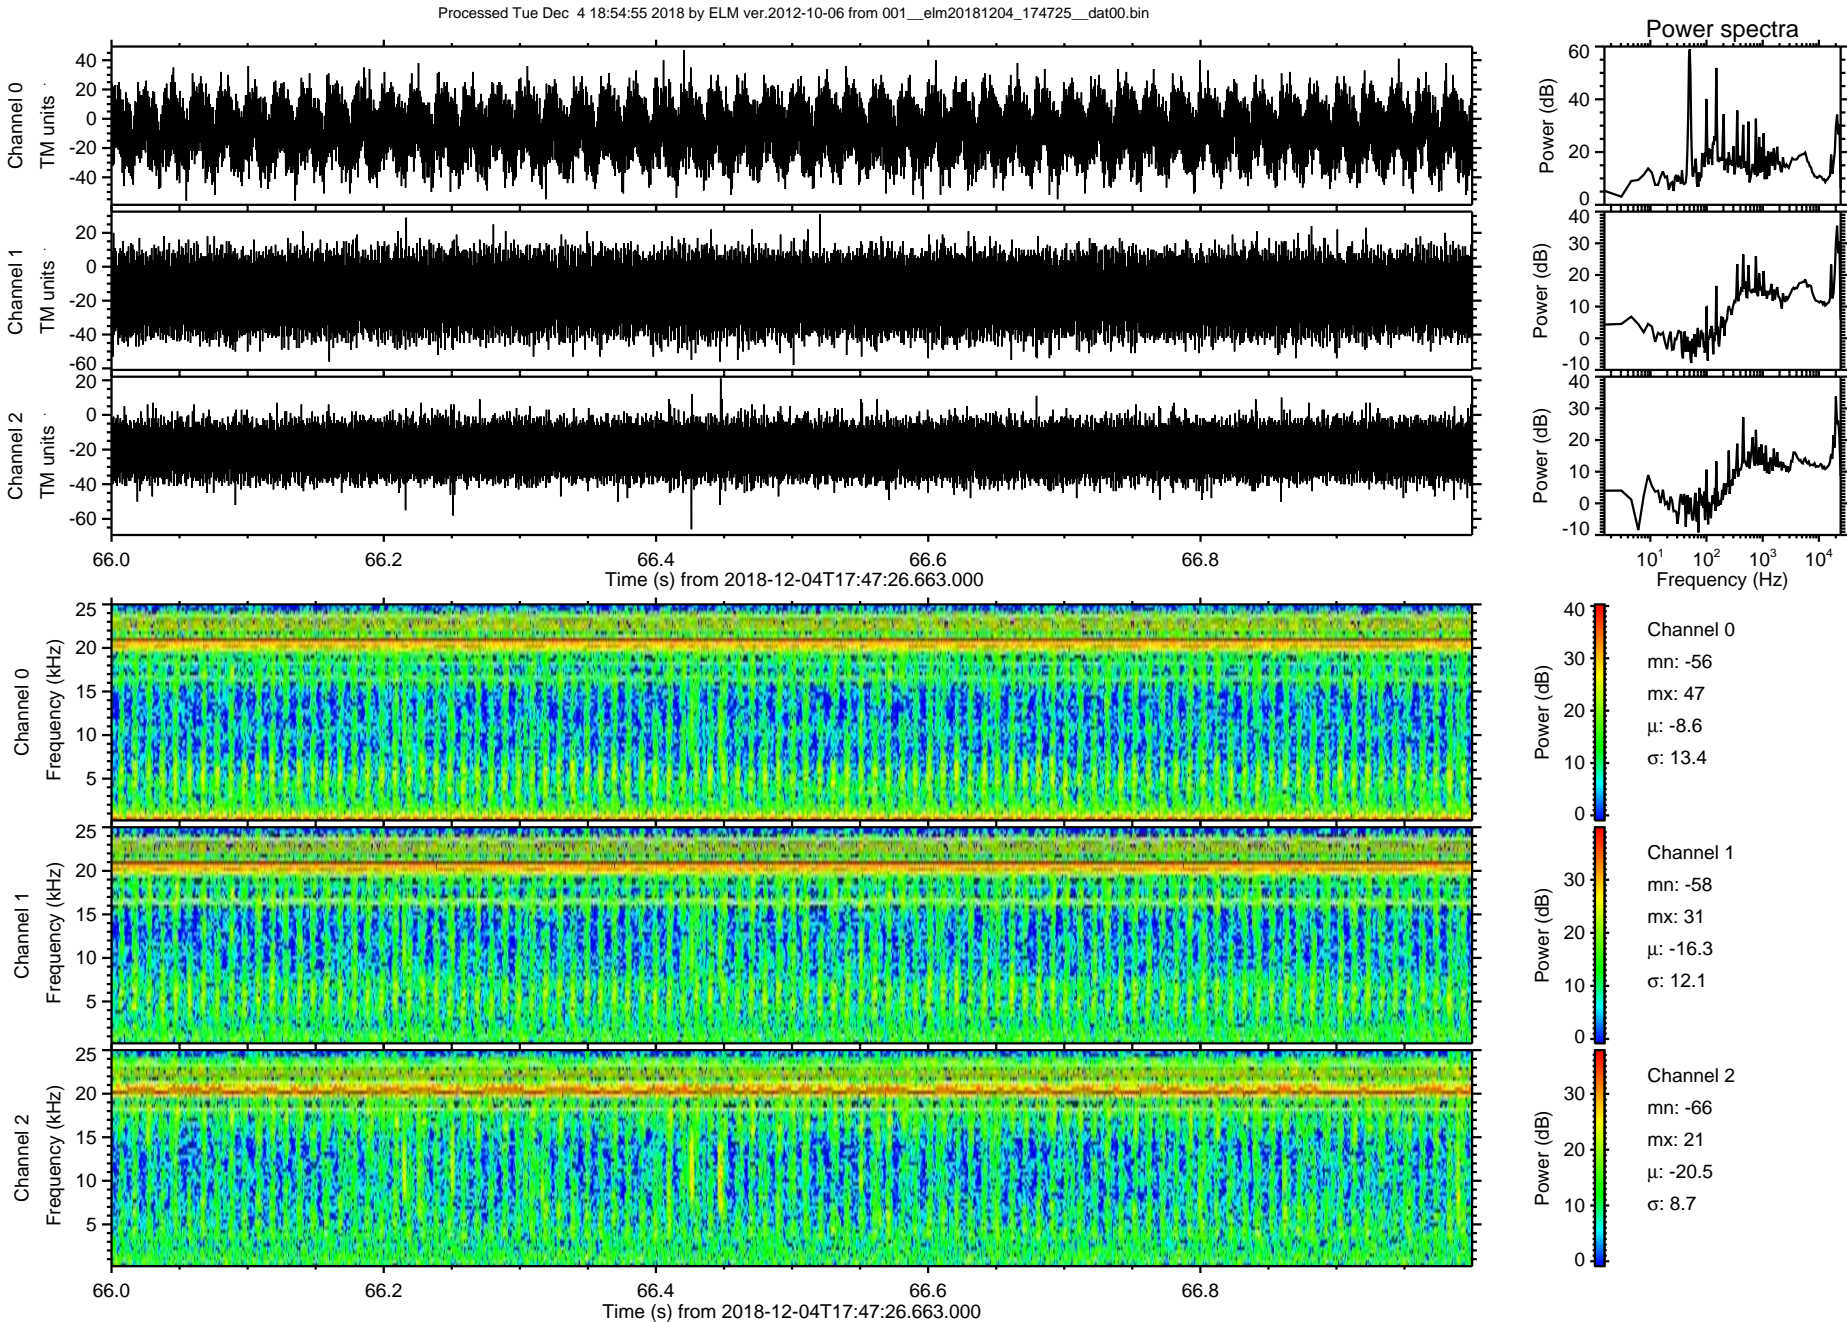 Processed Tue Dec  4 18:54:55 2018 by ELM ver.2012-10-06 from 001__elm20181204_174725__dat00.bin
Power spectra
Channel 0
TM units
40
20
0
-20
-40
Power (dB)
60
40
20
0
Channel 1
TM units
20
0
-20
-40
-60
Power (dB)
40
30
20
10
0
-10
Channel 2
TM units
20
0
-20
-40
-60
Power (dB)
40
30
20
10
0
-10
66.0 66.2 66.4 66.6 66.8
Time (s) from 2018-12-04T17:47:26.663.000
10^1 10^2 10^3 10^4
Frequency (Hz)
Channel 0
Frequency (kHz)
25
20
15
10
5
Power (dB)
40
30
20
10
0
Channel 0
mn: -56
mx: 47
μ: -8.6
σ: 13.4
Channel 1
Frequency (kHz)
25
20
15
10
5
Power (dB)
30
20
10
0
Channel 1
mn: -58
mx: 31
μ: -16.3
σ: 12.1
Channel 2
Frequency (kHz)
25
20
15
10
5
Power (dB)
30
20
10
0
Channel 2
mn: -66
mx: 21
μ: -20.5
σ: 8.7
66.0 66.2 66.4 66.6 66.8
Time (s) from 2018-12-04T17:47:26.663.000